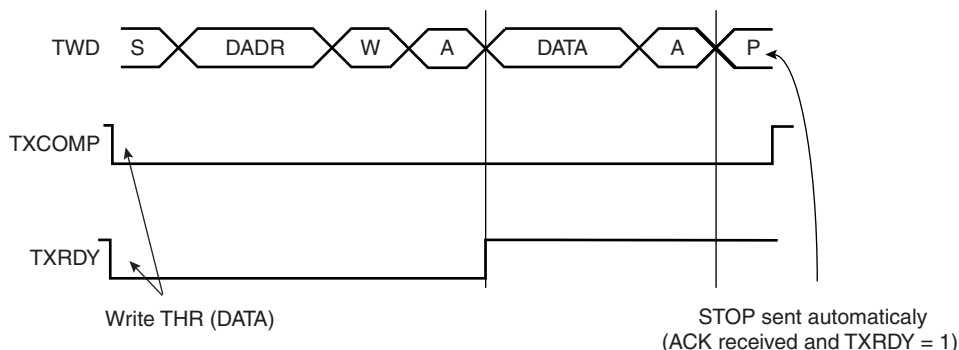 TWD S DADR W A DATA A P
TXCOMP
TXRDY
Write THR (DATA)
STOP sent automaticaly
(ACK received and TXRDY = 1)